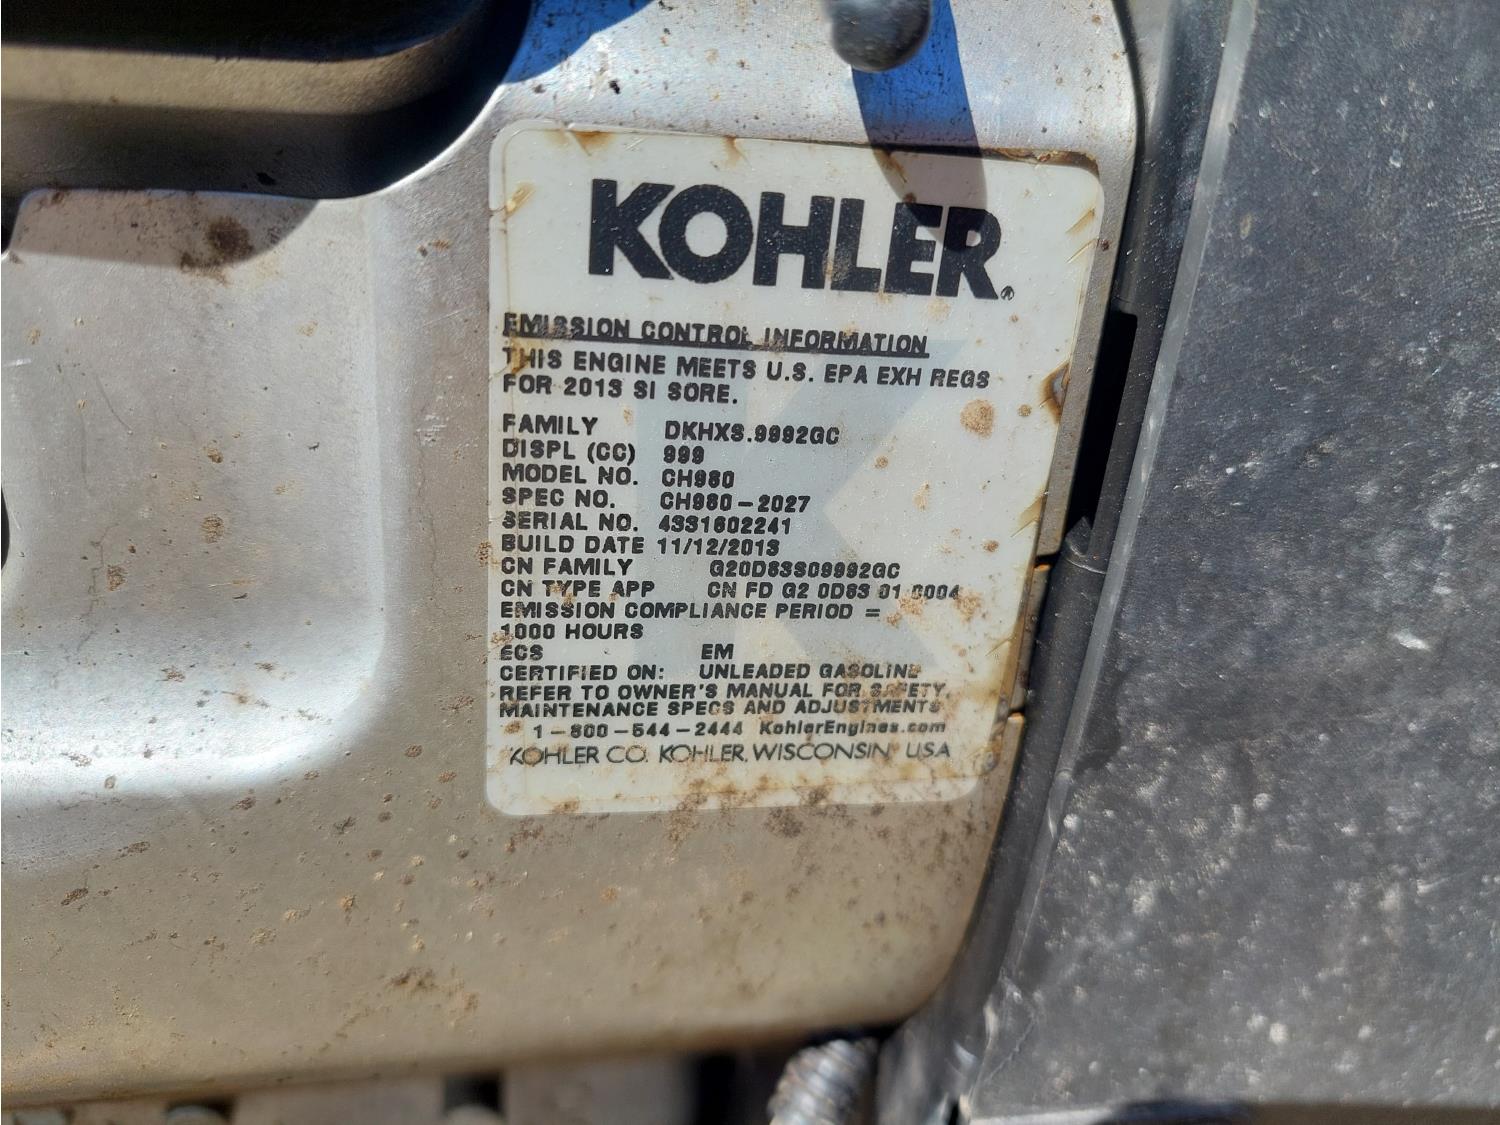 KOHLER®
EMISSION CONTROL INFORMATION
THIS ENGINE MEETS U.S. EPA EXH REGS
FOR 2013 SI SORE.
FAMILY DKHXS.9992GC
DISPL (CC) 999
MODEL NO. CH980
SPEC NO. CH980-2027
SERIAL NO. 4331602241
BUILD DATE 11/12/2013
CN FAMILY G20D83S09992GC
CN TYPE APP CN FD G2 0D83 01 0004
EMISSION COMPLIANCE PERIOD =
1000 HOURS
ECS EM
CERTIFIED ON: UNLEADED GASOLINE
REFER TO OWNER'S MANUAL FOR SAFETY,
MAINTENANCE SPECS AND ADJUSTMENTS
1-800-544-2444 KohlerEngines.com
KOHLER CO. KOHLER, WISCONSIN USA